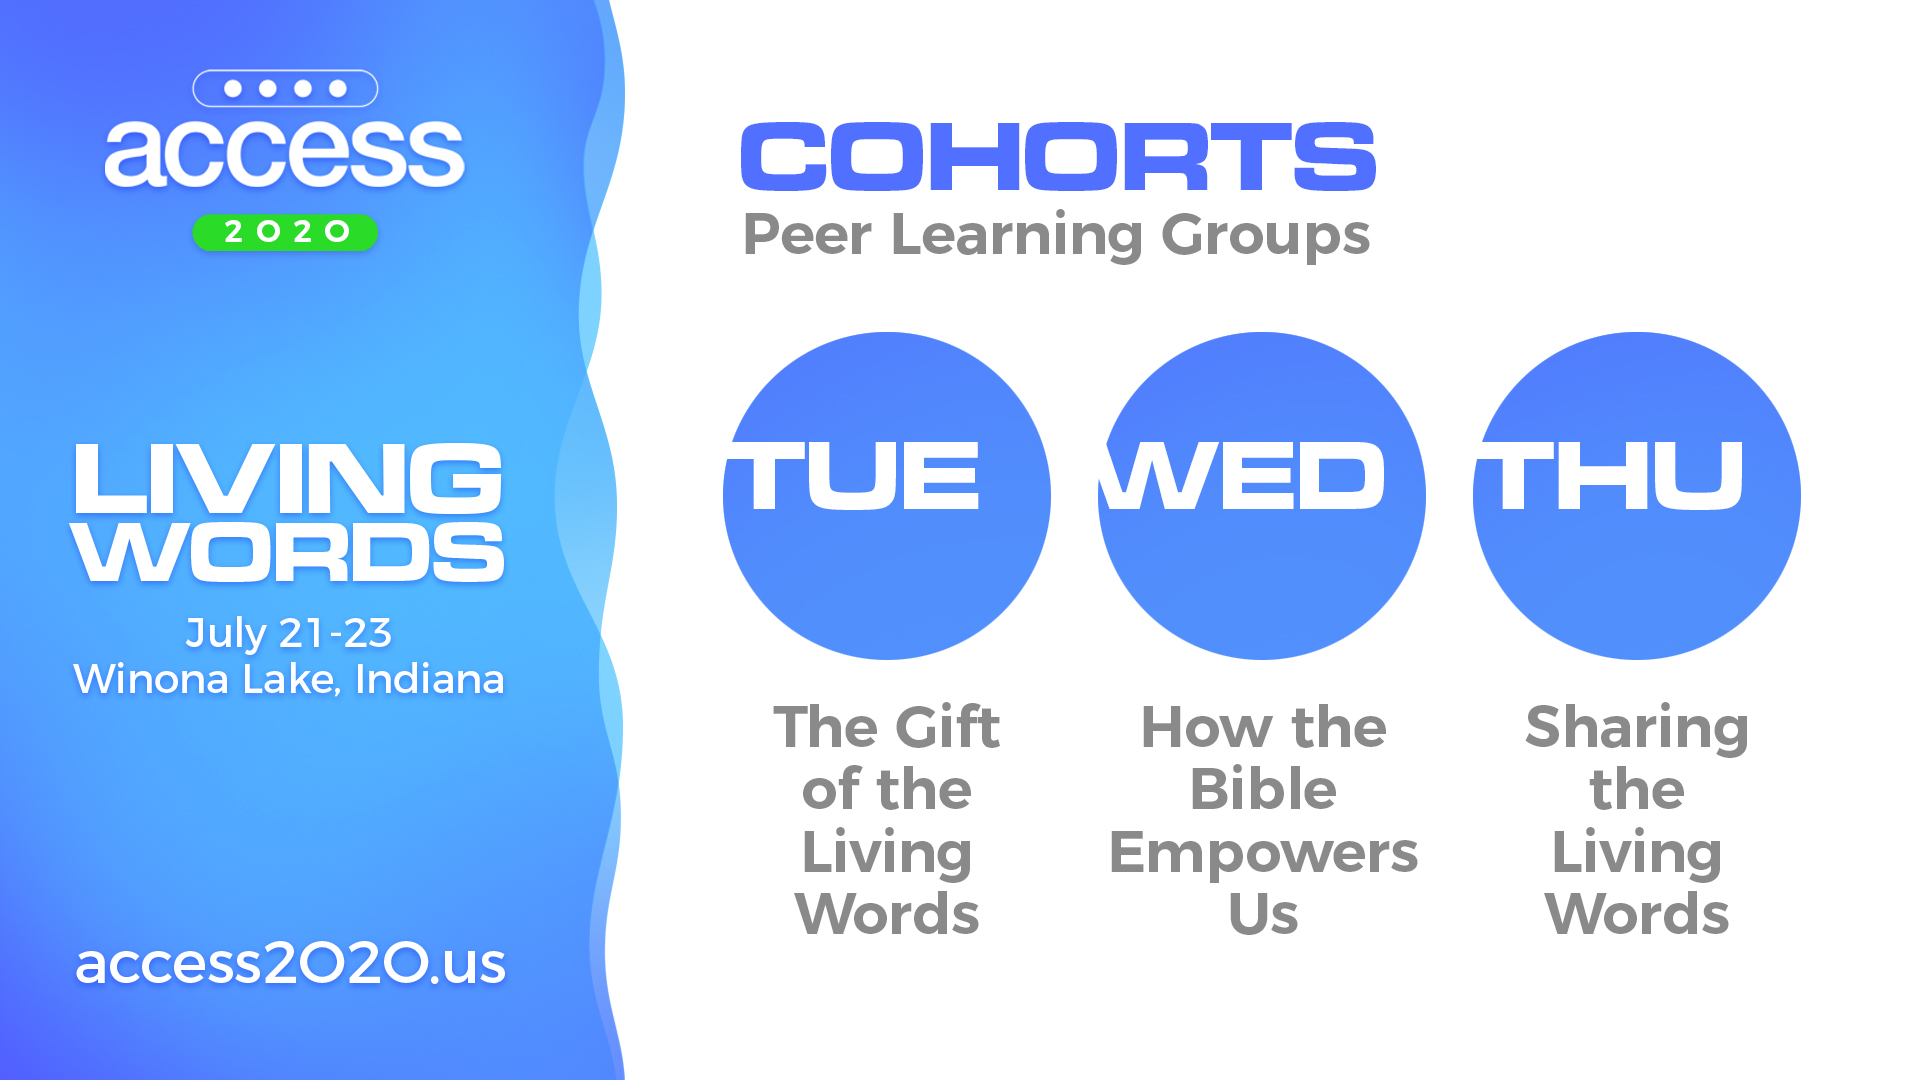 access
2020
LIVING
WORDS
July 21-23
Winona Lake, Indiana
access2020.us
COHORTS
Peer Learning Groups
TUE
The Gift
of the
Living
Words
WED
How the
Bible
Empowers
Us
THU
Sharing
the
Living
Words